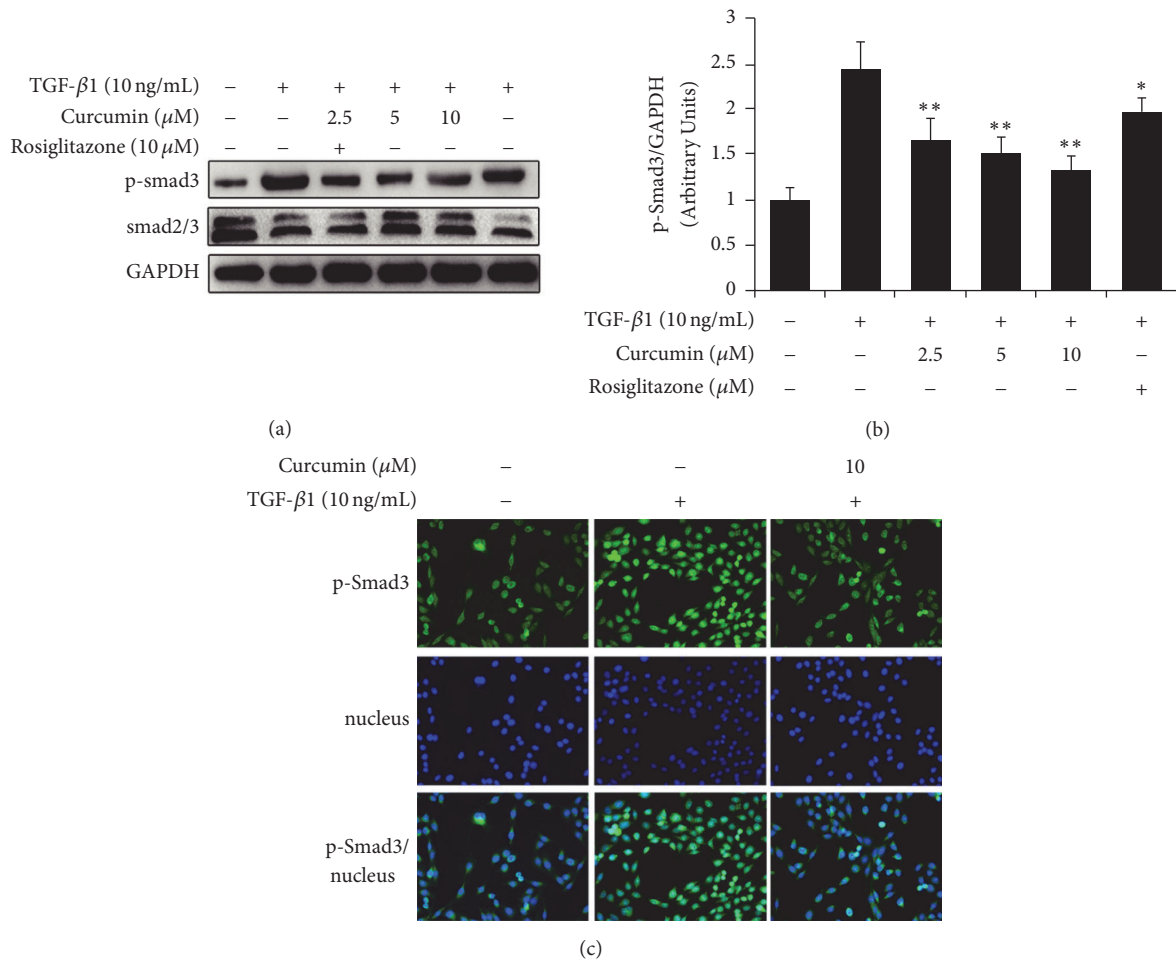 TGF-β1 (10 ng/mL) – + + + + +
Curcumin (μM) – – 2.5 5 10 –
Rosiglitazone (10 μM) – – + – – –
p-smad3
smad2/3
GAPDH
(a)
p-Smad3/GAPDH
(Arbitrary Units)
3
2.5
2
1.5
1
0.5
0
** ** ** *
TGF-β1 (10 ng/mL) – + + + + +
Curcumin (μM) – – 2.5 5 10 –
Rosiglitazone (μM) – – – – – +
(b)
Curcumin (μM) – – 10
TGF-β1 (10 ng/mL) – + +
p-Smad3
nucleus
p-Smad3/
nucleus
(c)